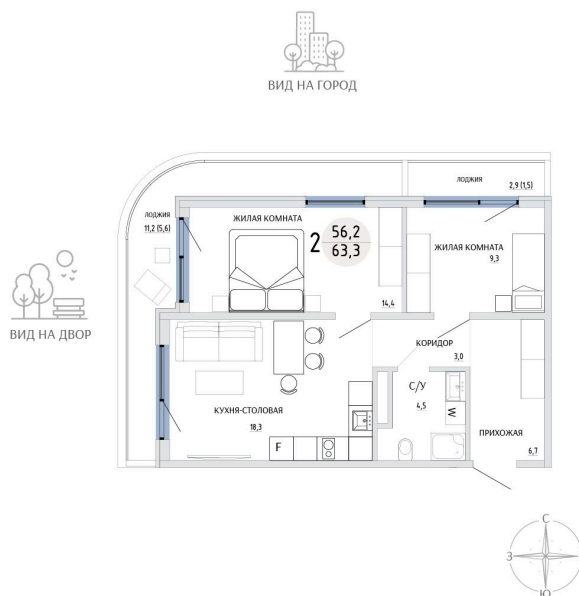 ВИД НА ГОРОД
ЛОДЖИЯ
2,9 (1,5)
ЛОДЖИЯ
11,2 (5,6)
ЖИЛАЯ КОМНАТА
2
56,2
63,3
ЖИЛАЯ КОМНАТА
9,3
14,4
ВИД НА ДВОР
КОРИДОР
3,0
С/У
4,5
W
КУХНЯ-СТОЛОВАЯ
18,3
F
ПРИХОЖАЯ
6,7
С
З
Ю